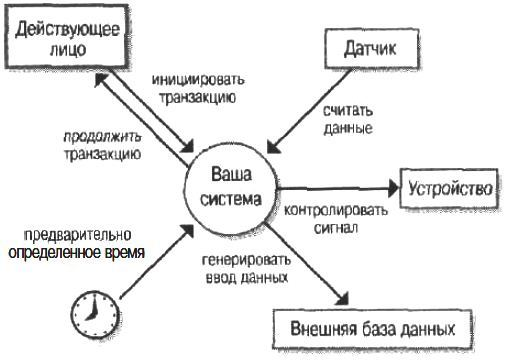 Действующее
лицо
Датчик
инициировать
транзакцию
считать
данные
продолжить
транзакцию
Ваша
система
Устройство
контролировать
сигнал
предварительно
определенное время
генерировать
ввод данных
Внешняя база данных